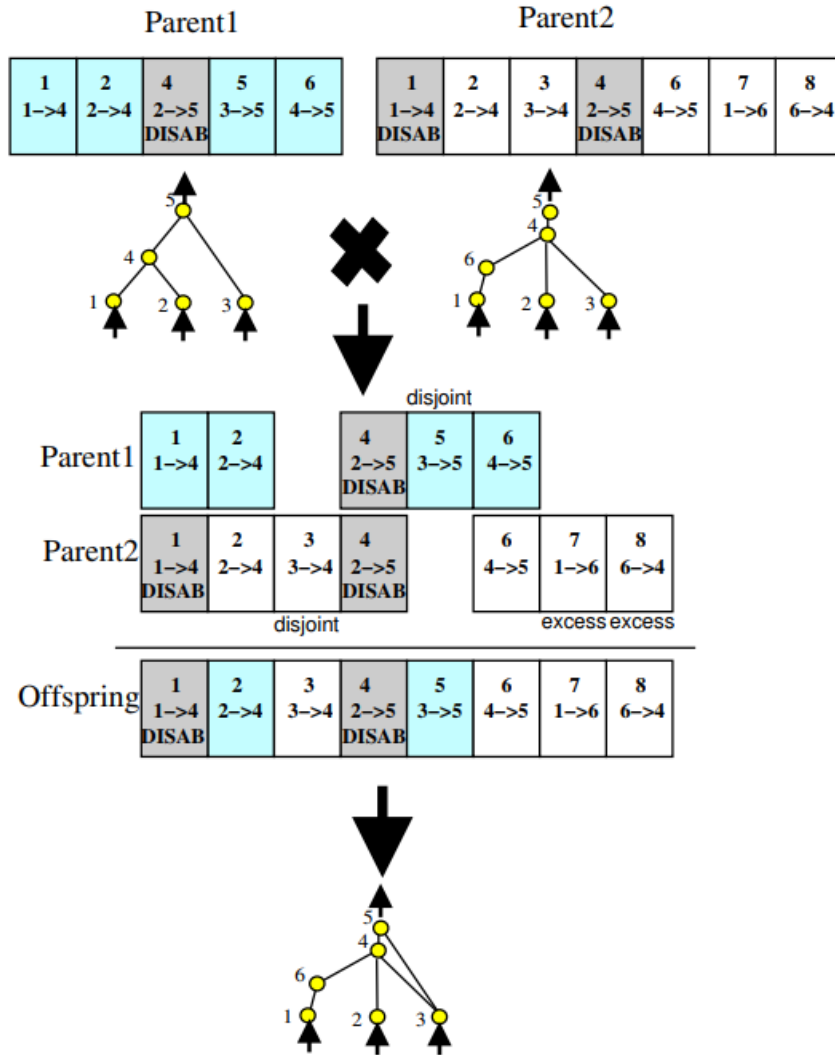 Parent1
Parent2
1 2 4 5 6
1->4 2->4 2->5 3->5 4->5
DISAB
1 2 3 4 6 7 8
1->4 2->4 3->4 2->5 4->5 1->6 6->4
DISAB DISAB
5
4
1 2 3
5
4
6
1 2 3
disjoint
Parent1
1 2 4 5 6
1->4 2->4 2->5 3->5 4->5
DISAB
Parent2
1 2 3 4 6 7 8
1->4 2->4 3->4 2->5 4->5 1->6 6->4
DISAB DISAB
disjoint excess excess
Offspring
1 2 3 4 5 6 7 8
1->4 2->4 3->4 2->5 3->5 4->5 1->6 6->4
DISAB DISAB
5
4
6
1 2 3